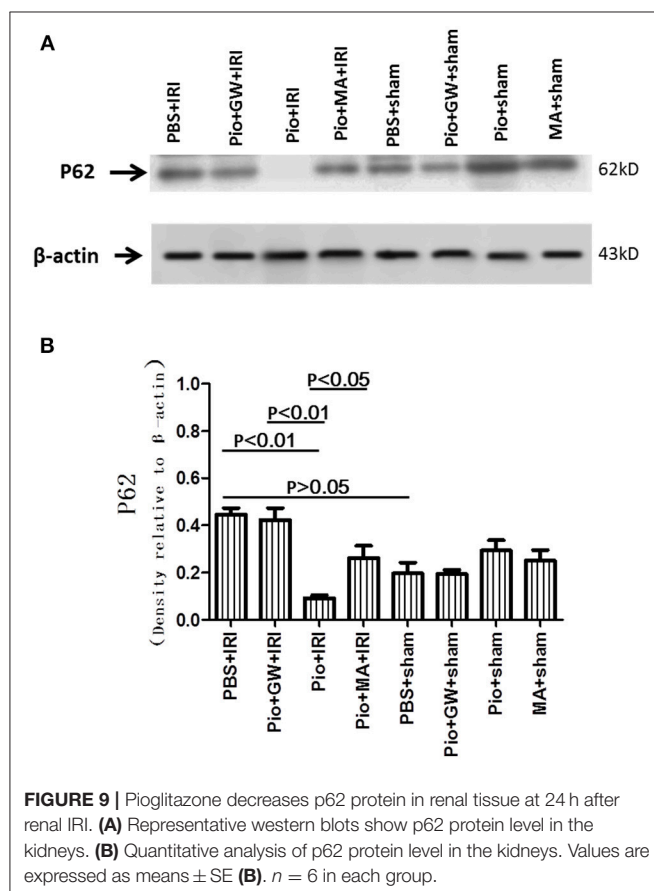 A
PBS+IRI
Pio+GW+IRI
Pio+IRI
Pio+MA+IRI
PBS+sham
Pio+GW+sham
Pio+sham
MA+sham
P62
62kD
β-actin
43kD
B
P62
(Density relative to β-actin)
1.0
0.8
0.6
0.4
0.2
0.0
P<0.05
P<0.01
P<0.01
P>0.05
PBS+IRI
Pio+GW+IRI
Pio+IRI
Pio+MA+IRI
PBS+sham
Pio+GW+sham
Pio+sham
MA+sham
FIGURE 9 | Pioglitazone decreases p62 protein in renal tissue at 24 h after
renal IRI. (A) Representative western blots show p62 protein level in the
kidneys. (B) Quantitative analysis of p62 protein level in the kidneys. Values are
expressed as means ± SE (B). n = 6 in each group.